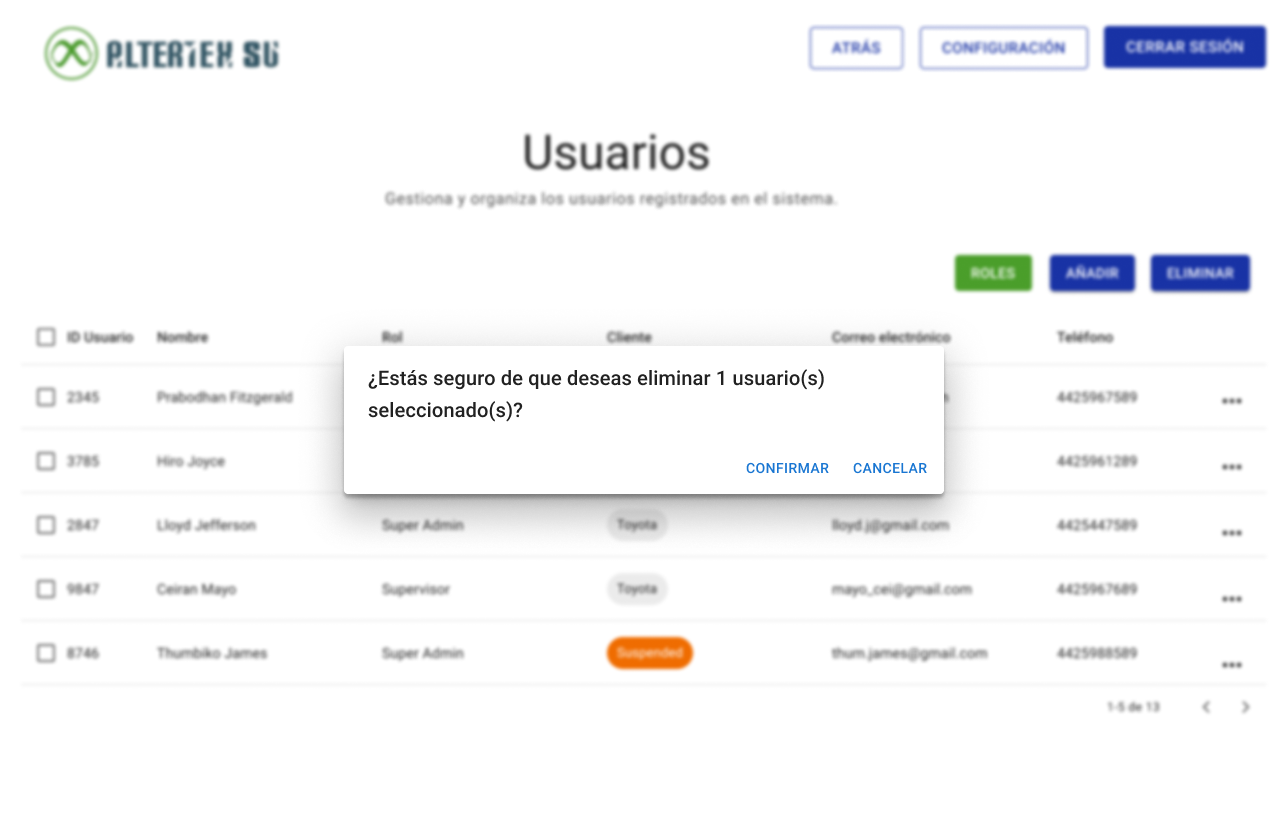 ALTERTEK SU
ATRÁS
CONFIGURACIÓN
CERRAR SESIÓN
Usuarios
Gestiona y organiza los usuarios registrados en el sistema.
ROLES
AÑADIR
ELIMINAR
ID Usuario Nombre Rol Cliente Correo electrónico Teléfono
¿Estás seguro de que deseas eliminar 1 usuario(s)
seleccionado(s)?
CONFIRMAR CANCELAR
2345 Prabodhan Fitzgerald 4425967589
3785 Hiro Joyce 4425961289
2847 Lloyd Jefferson Super Admin Toyota lloyd.j@gmail.com 4425447589
9847 Ceiran Mayo Supervisor Toyota mayo_cei@gmail.com 4425967689
8746 Thumbiko James Super Admin Suspended thum.james@gmail.com 4425988589
1-5 de 13